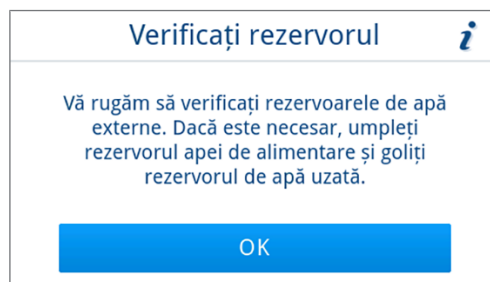 Verificați rezervorul i
Vă rugăm să verificați rezervoarele de apă
externe. Dacă este necesar, umpleți
rezervorul apei de alimentare și goliți
rezervorul de apă uzată.
OK